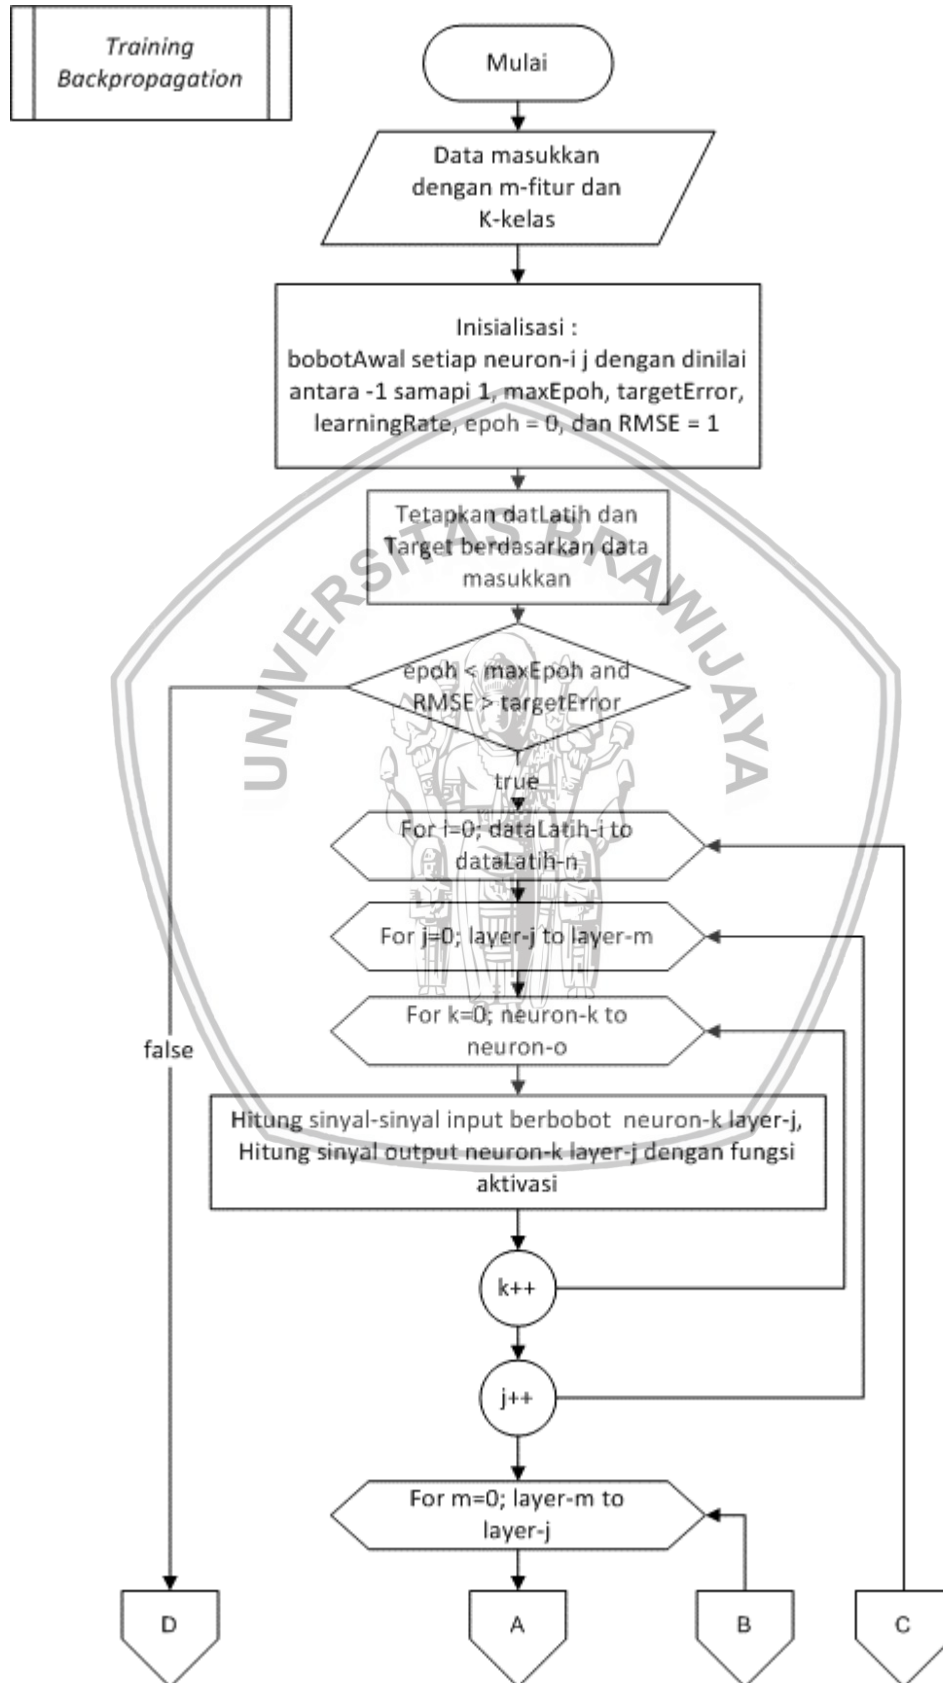 Training
Backpropagation
Mulai
Data masukkan
dengan m-fitur dan
K-kelas
Inisialisasi :
bobotAwal setiap neuron-i j dengan dinilai
antara -1 samapi 1, maxEpoh, targetError,
learningRate, epoh = 0, dan RMSE = 1
Tetapkan datLatih dan
Target berdasarkan data
masukkan
UNIVERSITAS BRAWIJAYA
epoh < maxEpoh and
RMSE > targetError
true
For i=0; dataLatih-i to
dataLatih-n
For j=0; layer-j to layer-m
For k=0; neuron-k to
neuron-o
false
Hitung sinyal-sinyal input berbobot neuron-k layer-j,
Hitung sinyal output neuron-k layer-j dengan fungsi
aktivasi
k++
j++
For m=0; layer-m to
layer-j
D
A
B
C